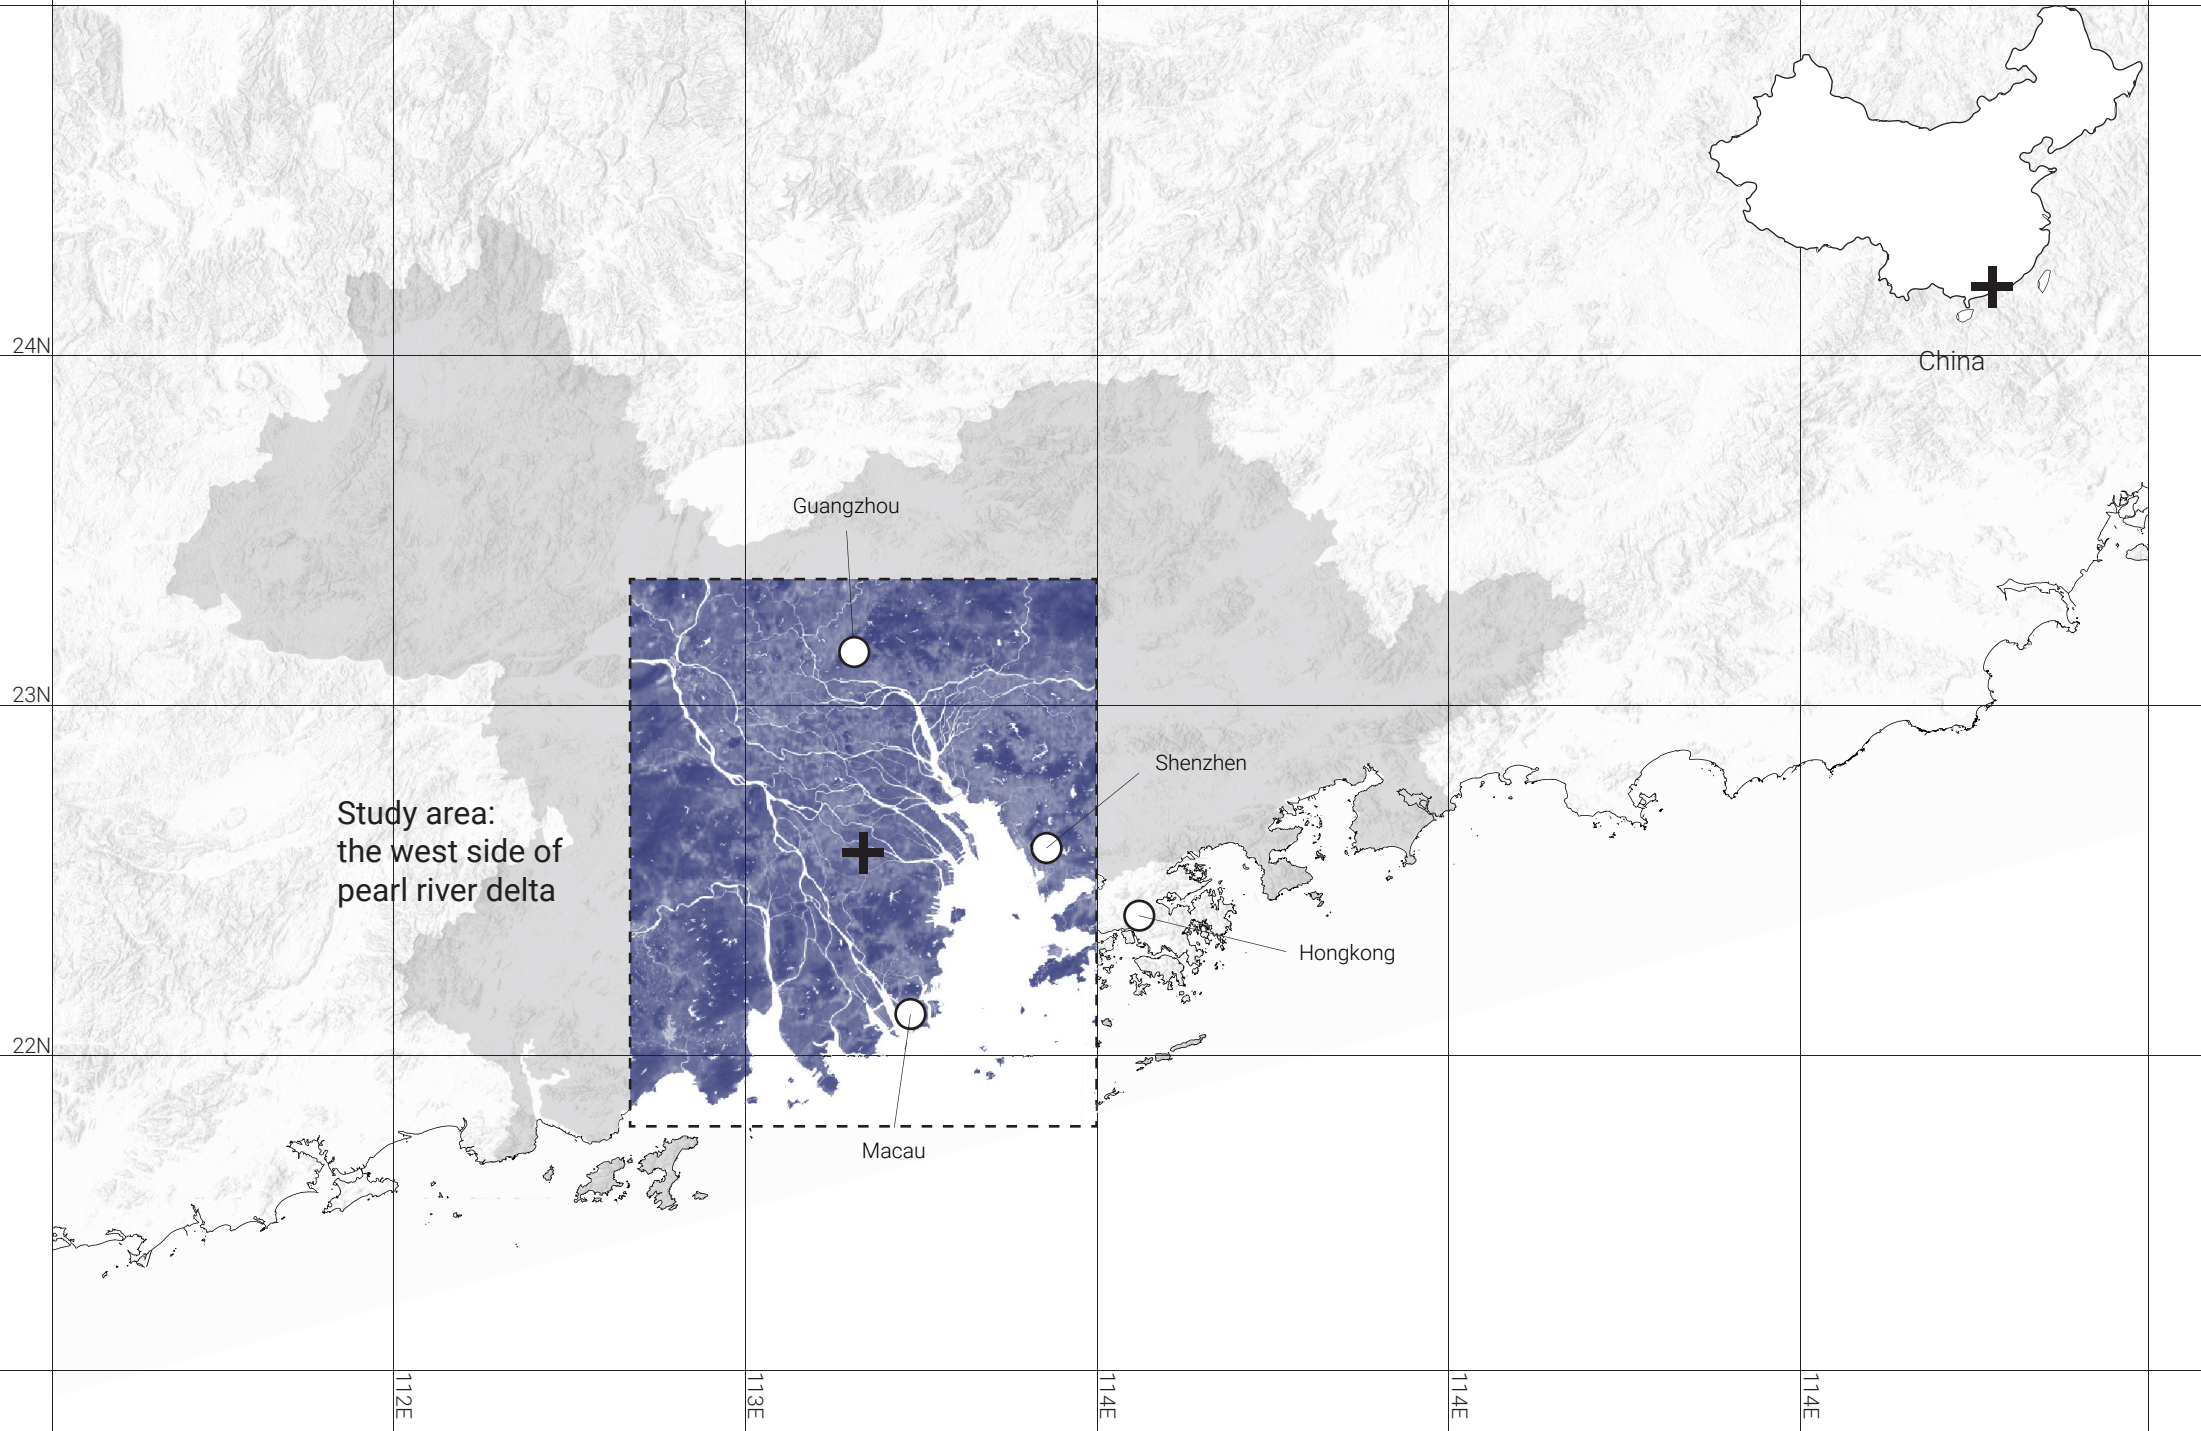 24N
China
Guangzhou
23N
Shenzhen
Study area:
the west side of
pearl river delta
Hongkong
22N
Macau
112E
113E
114E
114E
114E